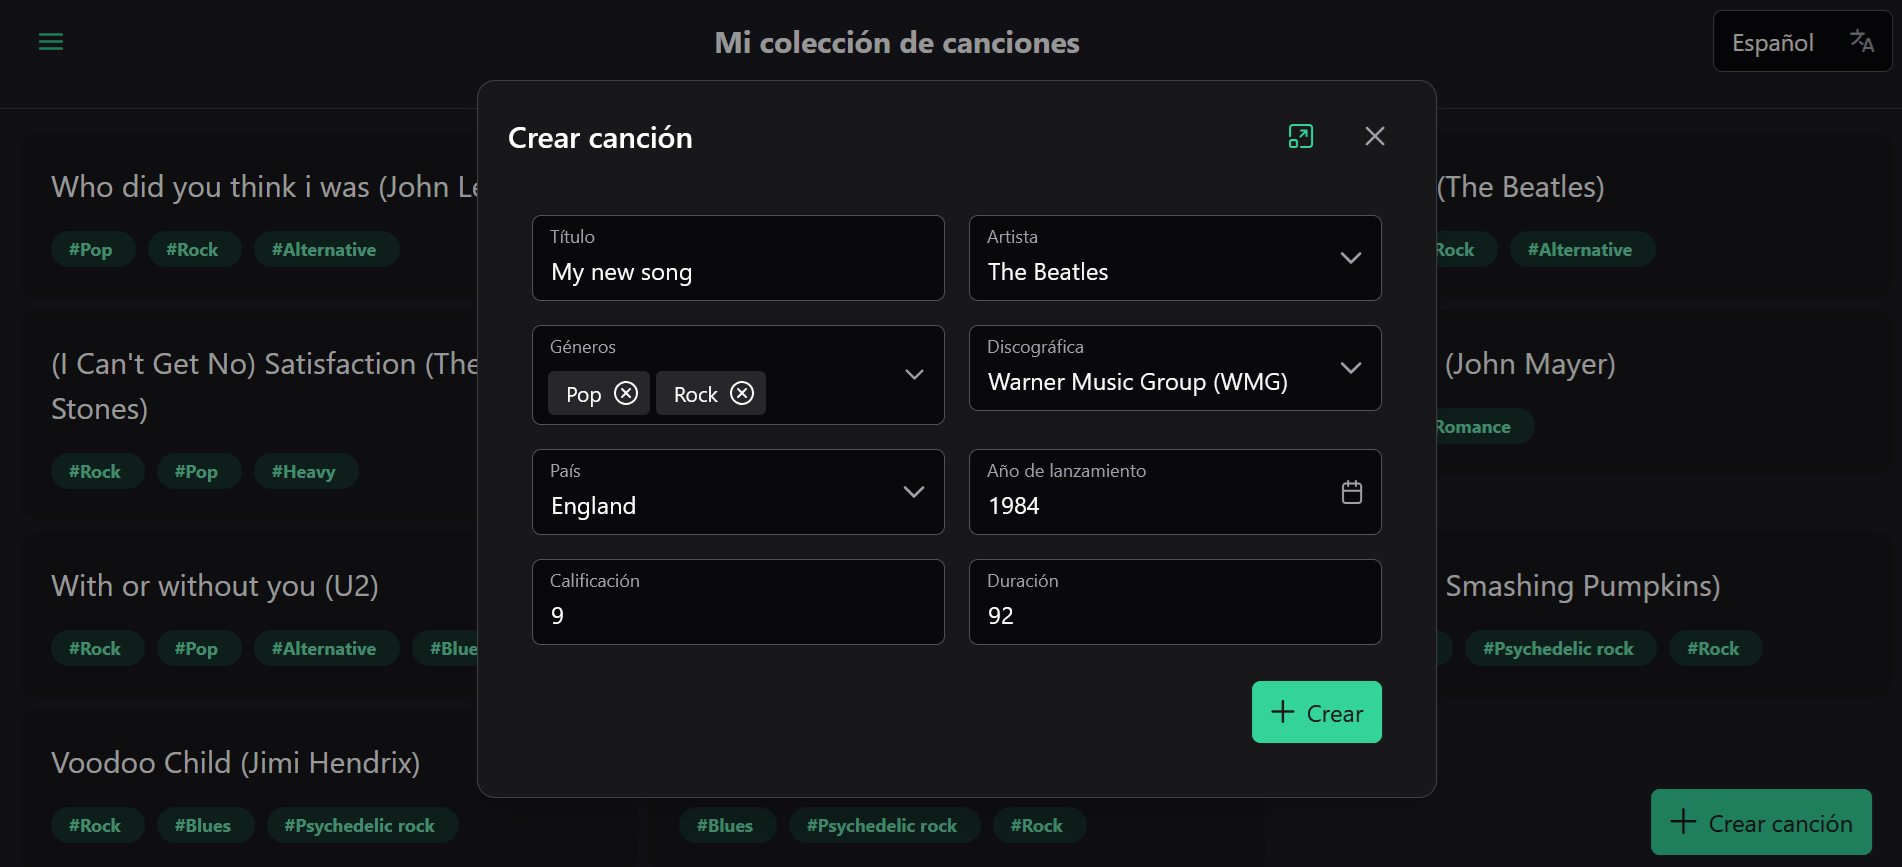 Mi colección de canciones
Español
Crear canción
Título
My new song
Artista
The Beatles
Géneros
Pop
Rock
Discográfica
Warner Music Group (WMG)
País
England
Año de lanzamiento
1984
Calificación
9
Duración
92
Crear
Who did you think i was (John Le
#Pop #Rock #Alternative
(The Beatles)
Rock #Alternative
(I Can't Get No) Satisfaction (The
Stones)
#Rock #Pop #Heavy
(John Mayer)
Romance
With or without you (U2)
#Rock #Pop #Alternative #Blue
Smashing Pumpkins)
#Psychedelic rock #Rock
Voodoo Child (Jimi Hendrix)
#Rock #Blues #Psychedelic rock
#Blues #Psychedelic rock #Rock
Crear canción